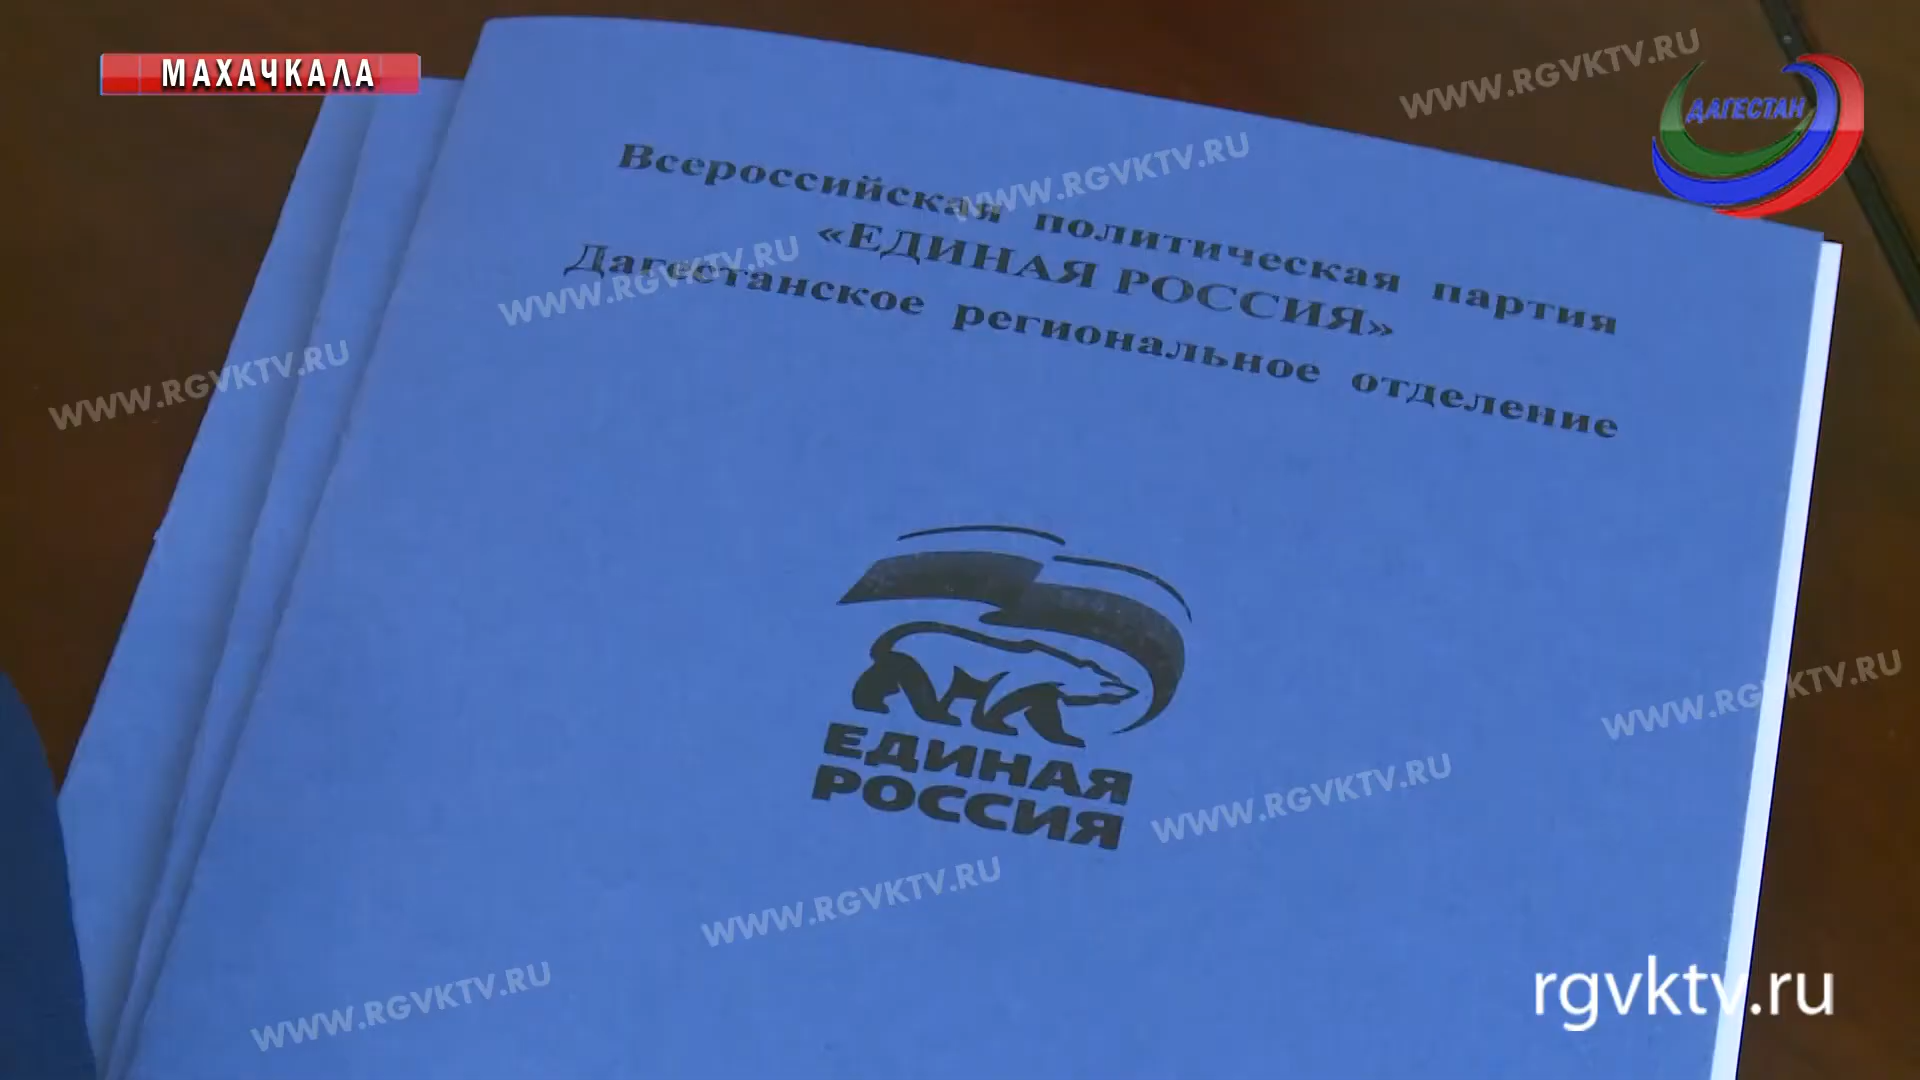 МАХАЧКАЛА
ДАГЕСТАН
WWW.RGVKTV.RU
WWW.RGVKTV.RU
WWW.RGVKTV.RU
WWW.RGVKTV.RU
Всероссийская политическая партия
«ЕДИНАЯ РОССИЯ»
Дагестанское региональное отделение
ЕДИНАЯ
РОССИЯ
WWW.RGVKTV.RU
WWW.RGVKTV.RU
WWW.RGVKTV.RU
WWW.RGVKTV.RU
rgvktv.ru